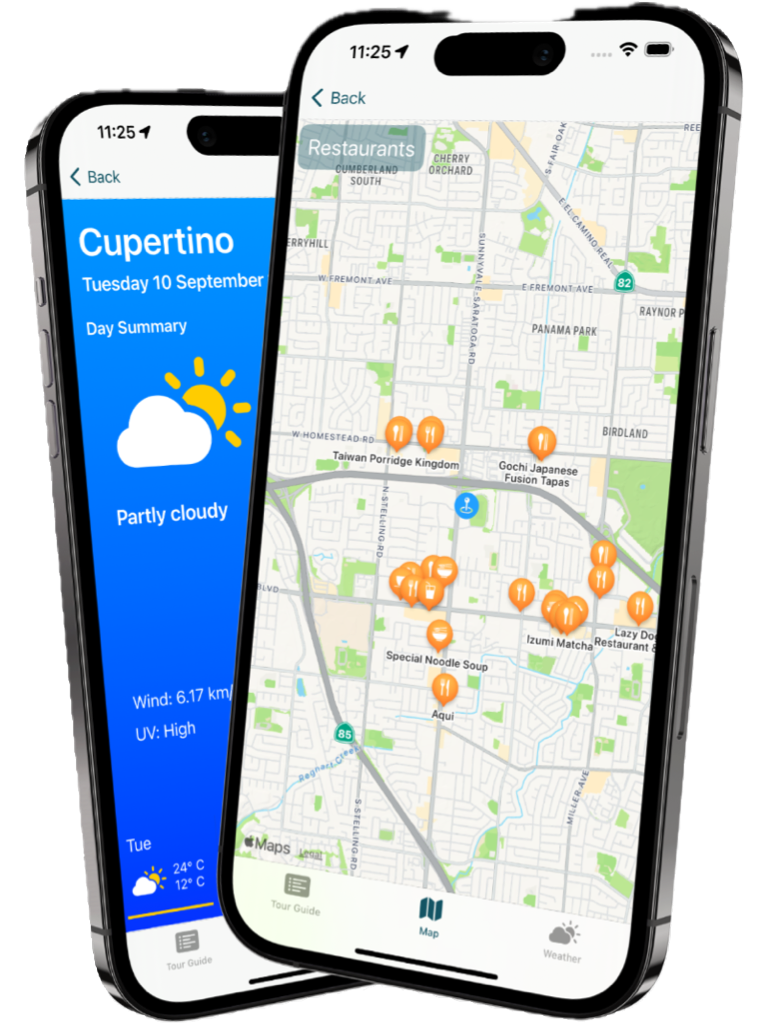 11:25
Back
Cupertino
Tuesday 10 September
Day Summary
Partly cloudy
Wind: 6.17 km/
UV: High
Tue
24° C
12° C
Tour Guide
11:25
Back
Restaurants
REE
S-FAIR-OAK
CHERRY
ORCHARD
CUMBERLAND
SOUTH
E EL CAMINO REAL
ERRYHILL
SUNNYVALE-SARATOGA-RD
W FREMONT AVE
E FREMONT AVE
82
RAYNOR P
PANAMA PARK
W HOMESTEAD RD
BIRDLAND
Taiwan Porridge Kingdom
Gochi Japanese
Fusion Tapas
N STELLING RD
BLVD
Izumi Matcha
Lazy Do
Restaurant &
Special Noodle Soup
Aqui
85
MILLER AVE
S STELLING RD
Maps
Legal
Tour Guide
Map
Weather